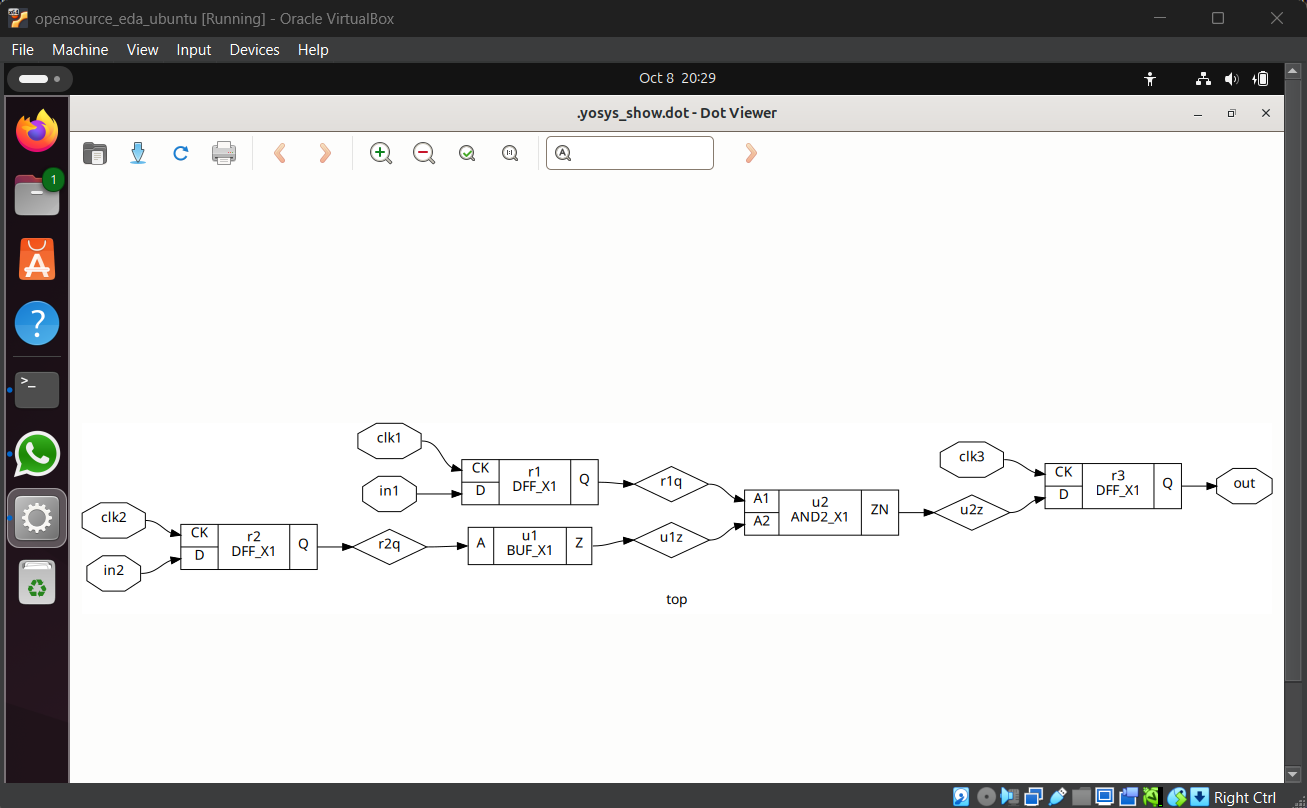 opensource_eda_ubuntu [Running] - Oracle VirtualBox
File Machine View Input Devices Help
Oct 8 20:29
.yosys_show.dot - Dot Viewer
1
clk1
CK
D
r1
DFF_X1
Q
in1
r1q
clk2
CK
D
r2
DFF_X1
Q
in2
r2q
A
u1
BUF_X1
Z
u1z
A1
A2
u2
AND2_X1
ZN
u2z
clk3
CK
D
r3
DFF_X1
Q
out
top
Right Ctrl